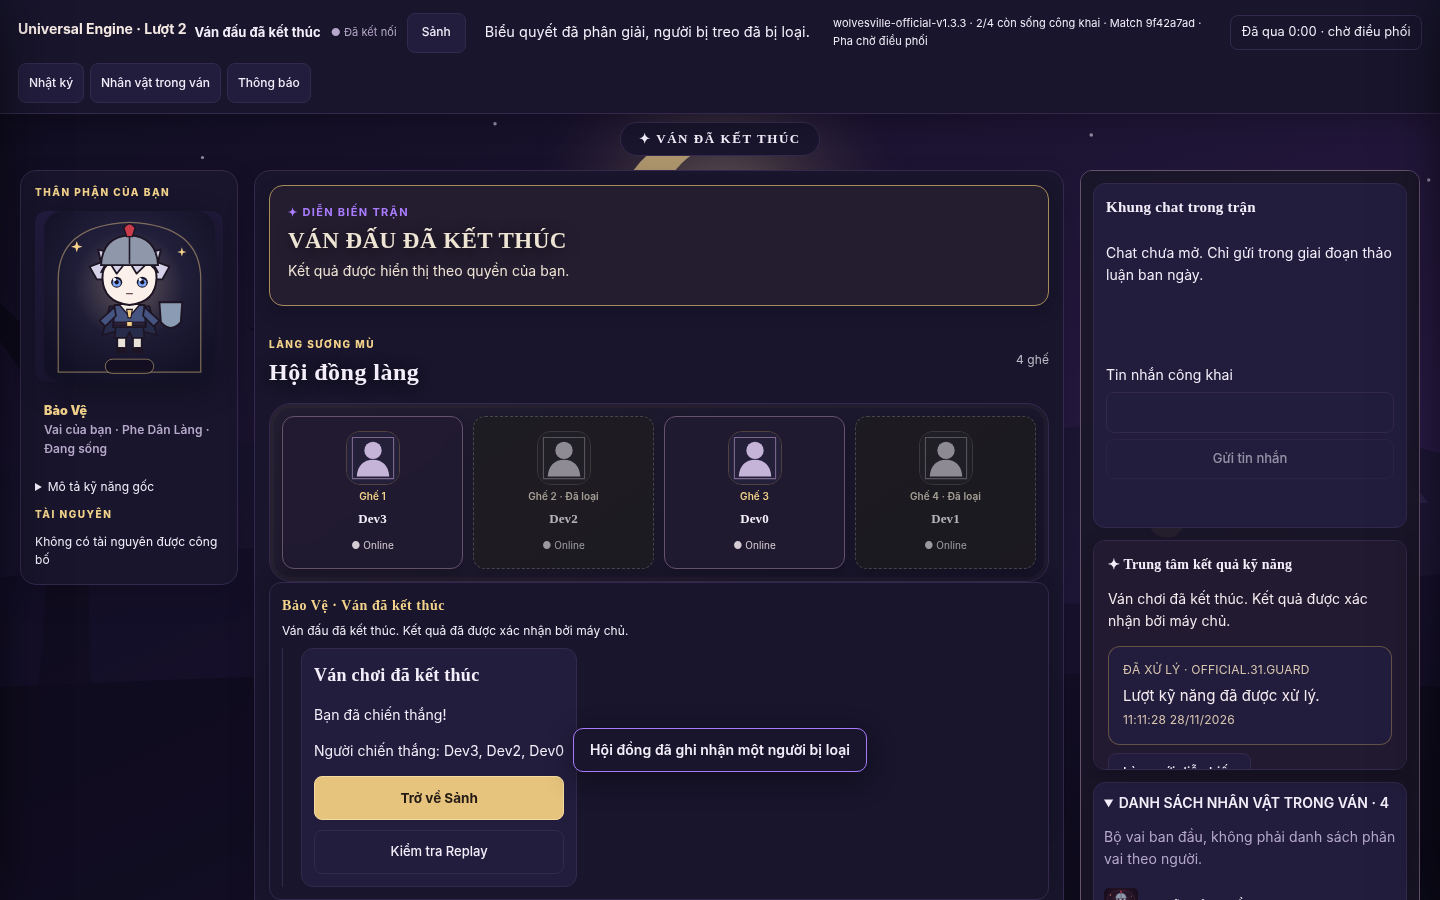 Universal Engine · Lượt 2
Ván đấu đã kết thúc
Đã kết nối
Sảnh
Biểu quyết đã phân giải, người bị treo đã bị loại.
wolvesville-official-v1.3.3 · 2/4 còn sống công khai · Match 9f42a7ad ·
Pha chờ điều phối
Đã qua 0:00 · chờ điều phối
Nhật ký
Nhân vật trong ván
Thông báo
✦ VÁN ĐÃ KẾT THÚC
THÂN PHẬN CỦA BẠN
Bảo Vệ
Vai của bạn · Phe Dân Làng ·
Đang sống
Mô tả kỹ năng gốc
TÀI NGUYÊN
Không có tài nguyên được công
bố
✦ DIỄN BIẾN TRẬN
VÁN ĐẤU ĐÃ KẾT THÚC
Kết quả được hiển thị theo quyền của bạn.
LÀNG SƯƠNG MÙ
Hội đồng làng
4 ghế
Ghế 1
Dev3
Online
Ghế 2 · Đã loại
Dev2
Online
Ghế 3
Dev0
Online
Ghế 4 · Đã loại
Dev1
Online
Bảo Vệ · Ván đã kết thúc
Ván đấu đã kết thúc. Kết quả đã được xác nhận bởi máy chủ.
Ván chơi đã kết thúc
Bạn đã chiến thắng!
Người chiến thắng: Dev3, Dev2, Dev0
Trở về Sảnh
Kiểm tra Replay
Hội đồng đã ghi nhận một người bị loại
Khung chat trong trận
Chat chưa mở. Chỉ gửi trong giai đoạn thảo
luận ban ngày.
Tin nhắn công khai
Gửi tin nhắn
✦ Trung tâm kết quả kỹ năng
Ván chơi đã kết thúc. Kết quả được xác
nhận bởi máy chủ.
ĐÃ XỬ LÝ · OFFICIAL.31.GUARD
Lượt kỹ năng đã được xử lý.
11:11:28 28/11/2026
DANH SÁCH NHÂN VẬT TRONG VÁN · 4
Bộ vai ban đầu, không phải danh sách phân
vai theo người.